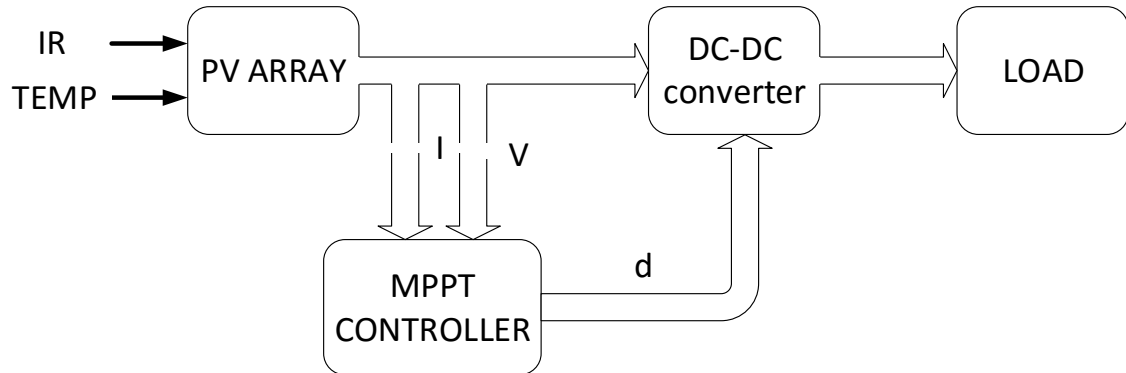 IR
TEMP
PV ARRAY
DC-DC
converter
LOAD
I
V
MPPT
CONTROLLER
d